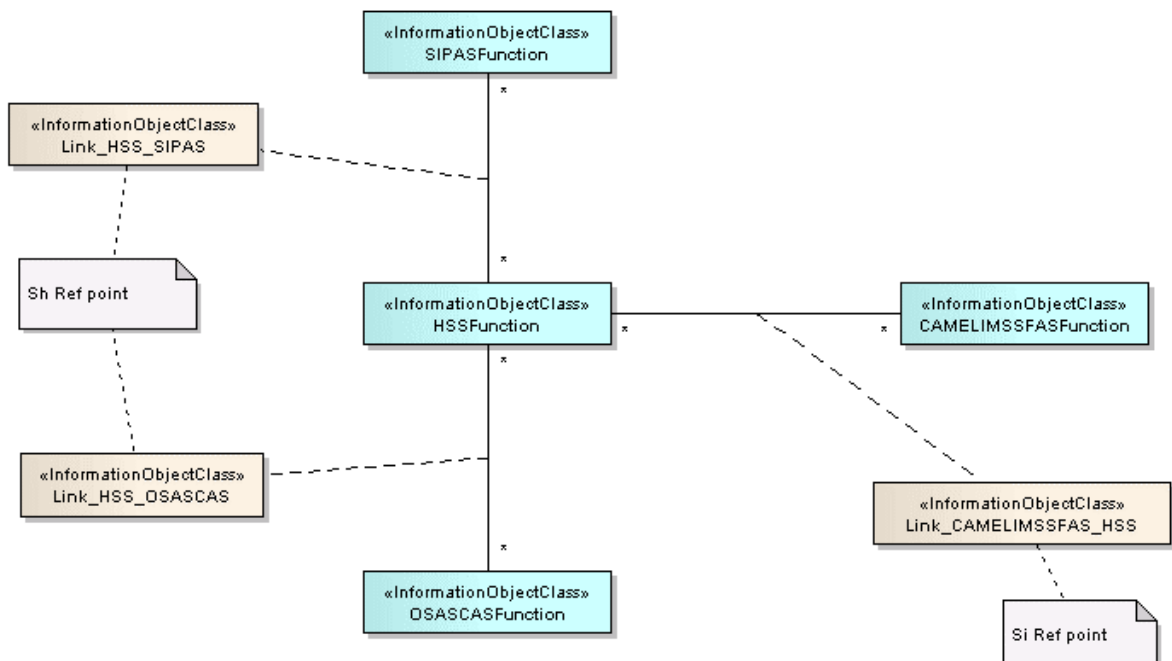 «InformationObjectClass»
SIPASFunction
*
«InformationObjectClass»
Link_HSS_SIPAS
*
Sh Ref point
«InformationObjectClass»
HSSFunction
*
*
«InformationObjectClass»
CAMELIMSSFASFunction
*
«InformationObjectClass»
Link_HSS_OSASCAS
«InformationObjectClass»
Link_CAMELIMSSFAS_HSS
*
«InformationObjectClass»
OSASCASFunction
Si Ref point